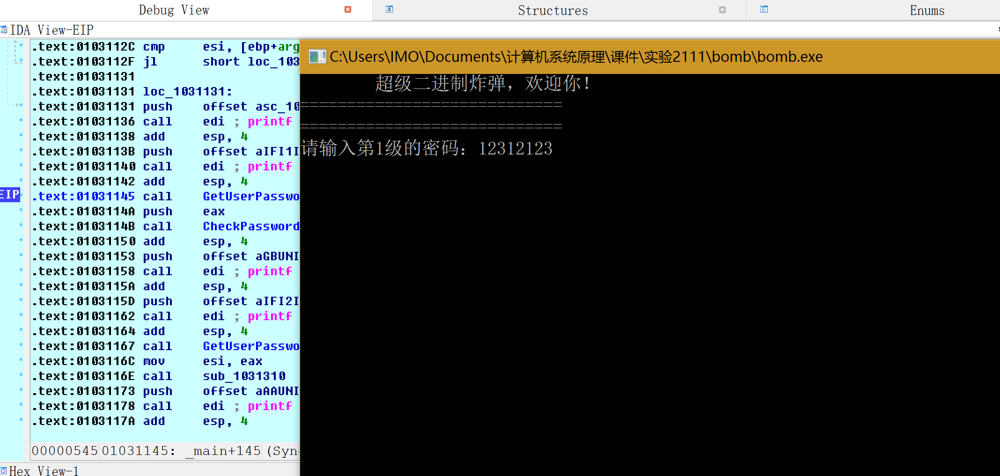 Debug View
Structures
Enums
IDA View-EIP
.text:0103112C cmp esi, [ebp+arg
.text:0103112F jl short loc_103
.text:01031131
.text:01031131 loc_1031131:
.text:01031131 push offset asc_10
.text:01031136 call edi ; printf
.text:01031138 add esp, 4
.text:0103113B push offset aIFI1I
.text:01031140 call edi ; printf
.text:01031142 add esp, 4
EIP .text:01031145 call GetUserPasswo
.text:0103114A push eax
.text:0103114B call CheckPassword
.text:01031150 add esp, 4
.text:01031153 push offset aGBUNI
.text:01031158 call edi ; printf
.text:0103115A add esp, 4
.text:0103115D push offset aIFI2I
.text:01031162 call edi ; printf
.text:01031164 add esp, 4
.text:01031167 call GetUserPasswo
.text:0103116C mov esi, eax
.text:0103116E call sub_1031310
.text:01031173 push offset aAAUNI
.text:01031178 call edi ; printf
.text:0103117A add esp, 4
00000545 01031145: _main+145 (Syn
Hex View-1
C:\Users\IMO\Documents\计算机系统原理\课件\实验2111\bomb\bomb.exe
超级二进制炸弹，欢迎你！
============================
============================
请输入第1级的密码：12312123